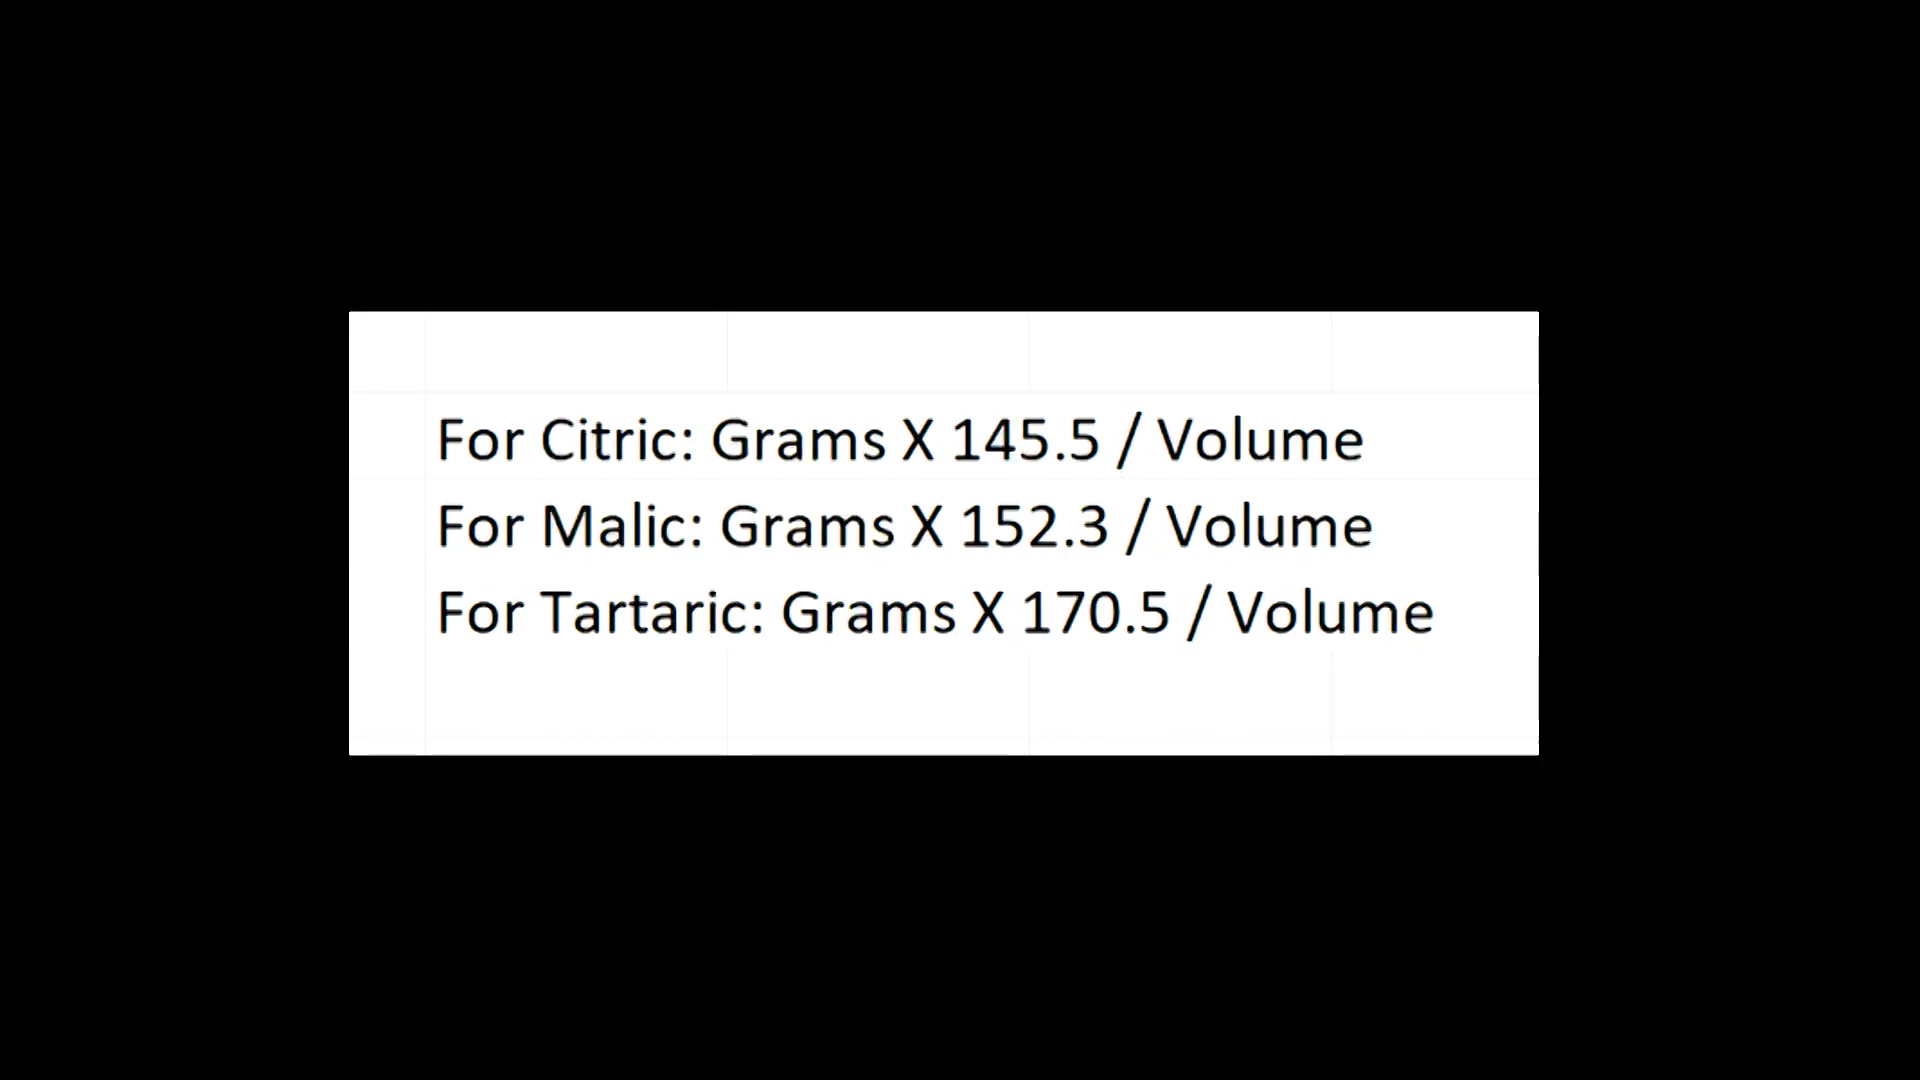 For Citric: Grams X 145.5 / Volume
For Malic: Grams X 152.3 / Volume
For Tartaric: Grams X 170.5 / Volume